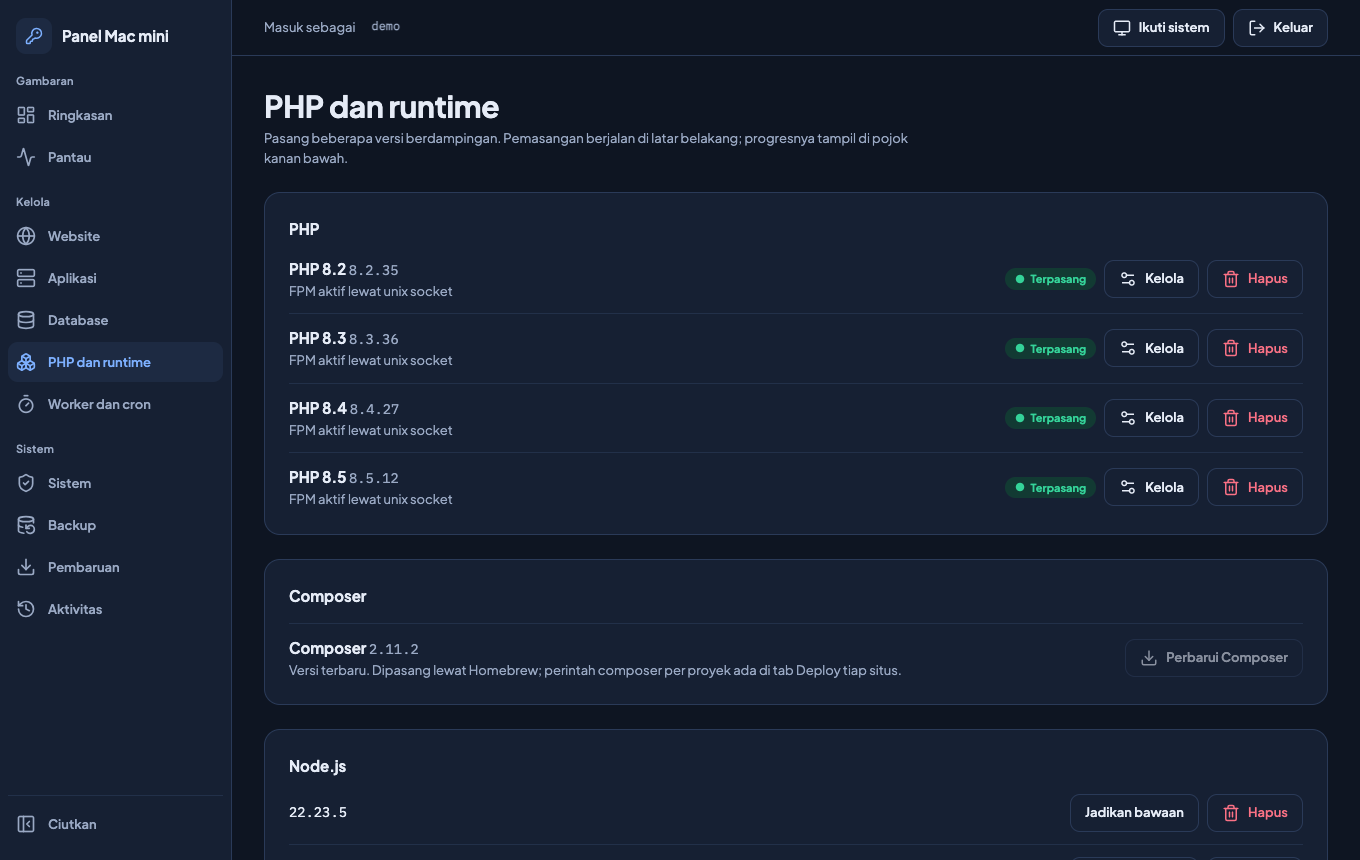 Panel Mac mini
Gambaran
Ringkasan
Pantau
Kelola
Website
Aplikasi
Database
PHP dan runtime
Worker dan cron
Sistem
Sistem
Backup
Pembaruan
Aktivitas
Ciutkan
Masuk sebagai demo
Ikuti sistem
Keluar
PHP dan runtime
Pasang beberapa versi berdampingan. Pemasangan berjalan di latar belakang; progresnya tampil di pojok
kanan bawah.
PHP
PHP 8.2 8.2.35
FPM aktif lewat unix socket
Terpasang
Kelola
Hapus
PHP 8.3 8.3.36
FPM aktif lewat unix socket
Terpasang
Kelola
Hapus
PHP 8.4 8.4.27
FPM aktif lewat unix socket
Terpasang
Kelola
Hapus
PHP 8.5 8.5.12
FPM aktif lewat unix socket
Terpasang
Kelola
Hapus
Composer
Composer 2.11.2
Versi terbaru. Dipasang lewat Homebrew; perintah composer per proyek ada di tab Deploy tiap situs.
Perbarui Composer
Node.js
22.23.5
Jadikan bawaan
Hapus